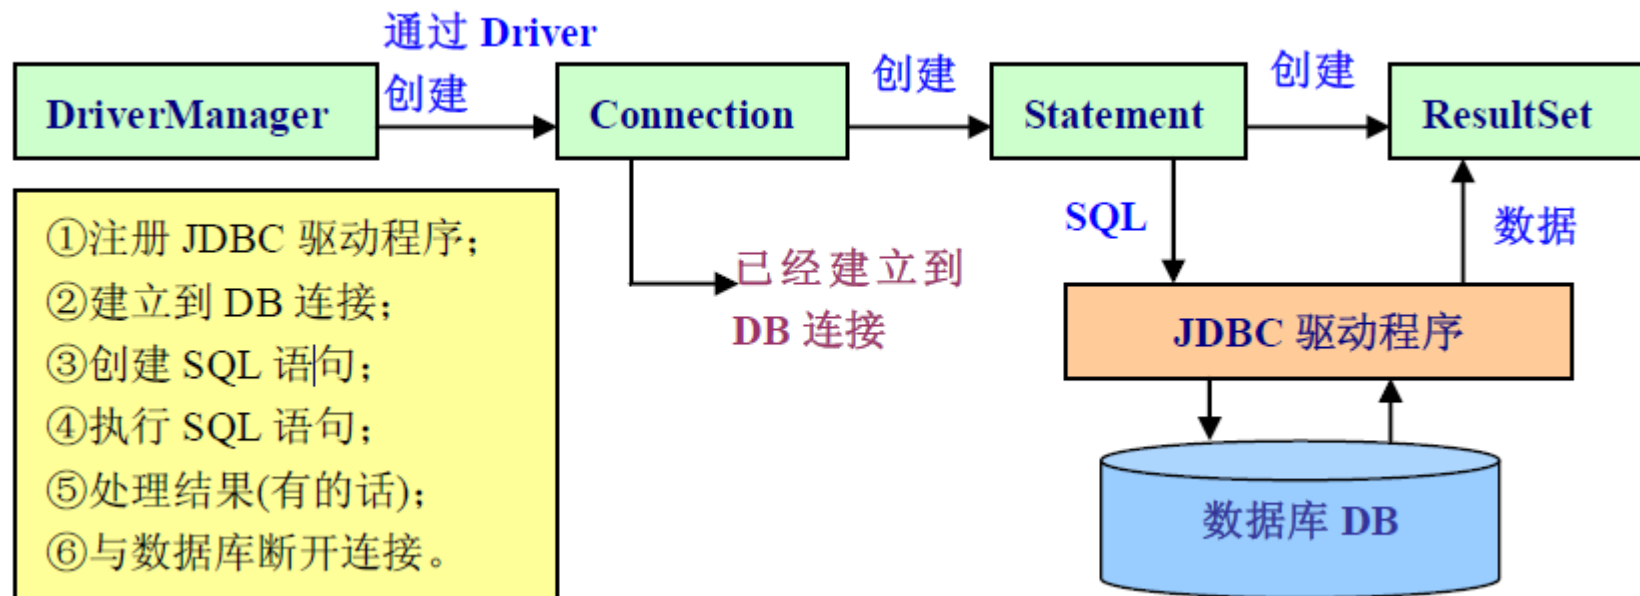 通过 Driver
创建
创建
创建
DriverManager
Connection
Statement
ResultSet
①注册 JDBC 驱动程序；
②建立到 DB 连接；
③创建 SQL 语句；
④执行 SQL 语句；
⑤处理结果(有的话)；
⑥与数据库断开连接。
已经建立到
DB 连接
SQL
数据
JDBC 驱动程序
数据库 DB